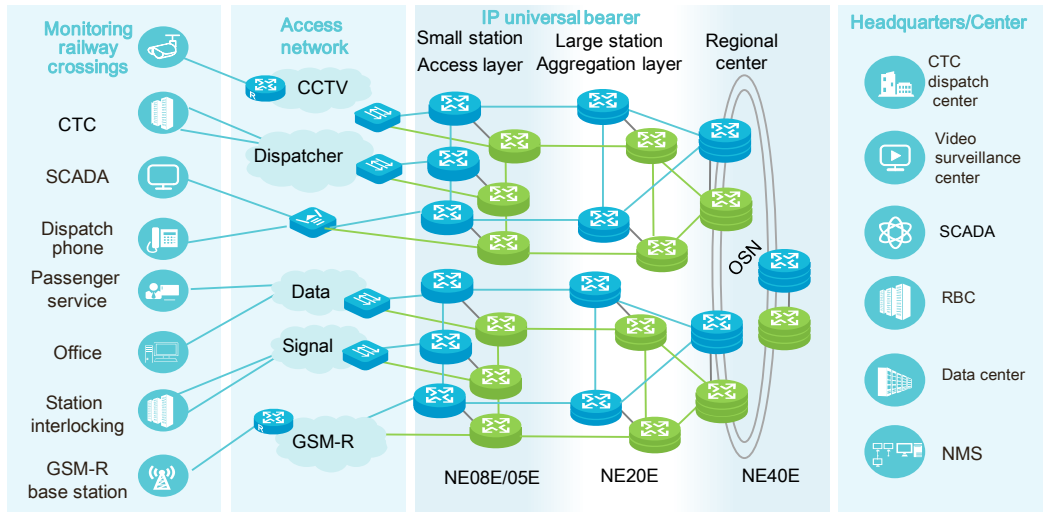 Monitoring
railway
crossings
CTC
SCADA
Dispatch
phone
Passenger
service
Office
Station
interlocking
GSM-R
base station
Access
network
CCTV
R
Dispatcher
Data
Signal
R
GSM-R
IP universal bearer
Small station
Access layer
Large station
Aggregation layer
Regional
center
OSN
NE08E/05E
NE20E
NE40E
Headquarters/Center
CTC
dispatch
center
Video
surveillance
center
SCADA
RBC
Data center
NMS